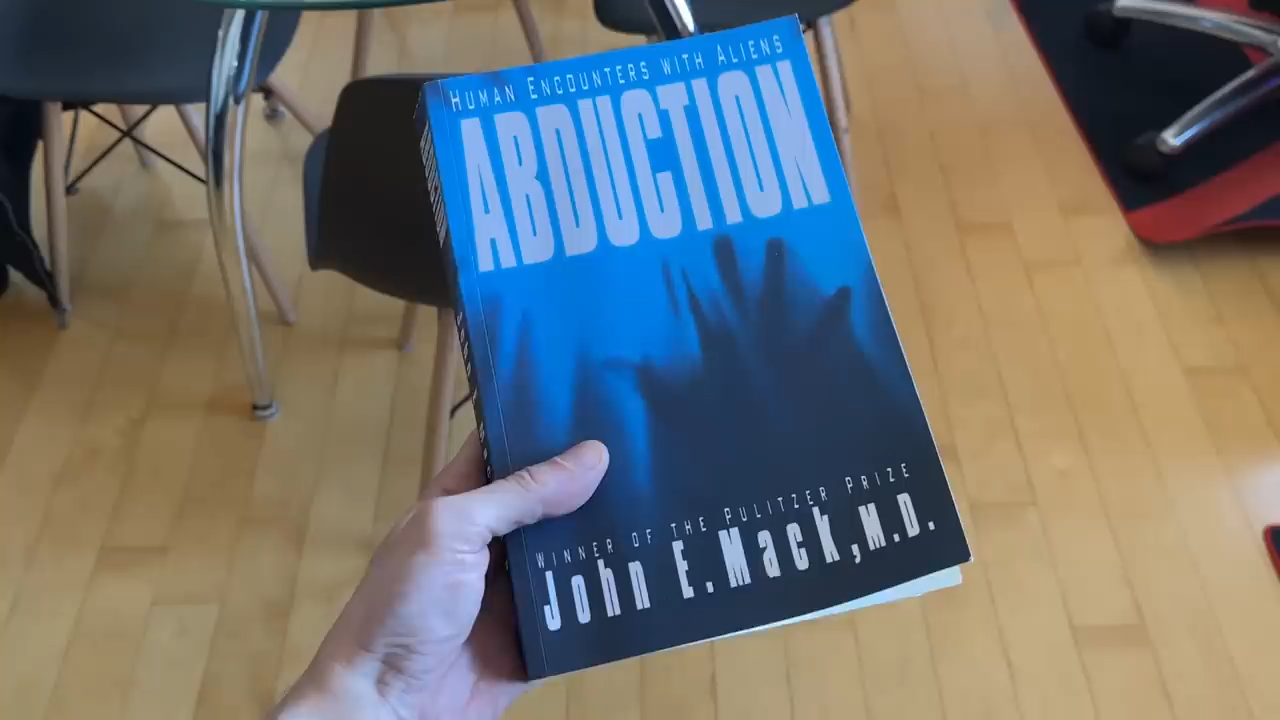 HUMAN ENCOUNTERS WITH ALIENS
ABDUCTION
WINNER OF THE PULITZER PRIZE
John E. Mack, M.D.